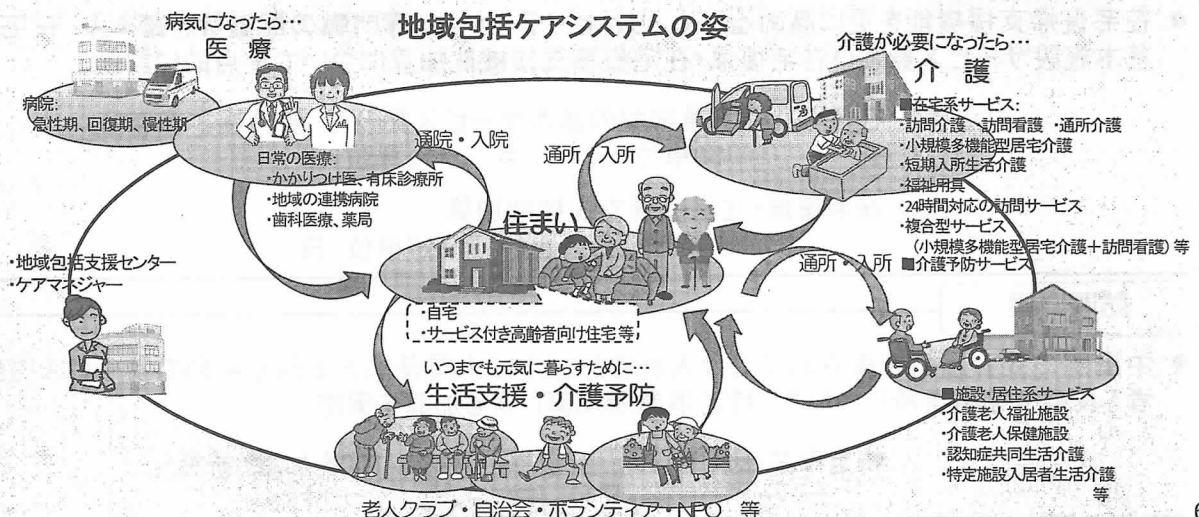 地域包括ケアシステムの姿
病気になったら…
医 療
病院:
急性期、回復期、慢性期
日常の医療:
・かかりつけ医、有床診療所
・地域の連携病院
・歯科医療、薬局
通院・入院
通所・入所
介護が必要になったら…
介 護
■在宅系サービス:
・訪問介護 ・訪問看護 ・通所介護
・小規模多機能型居宅介護
・短期入所生活介護
・福祉用具
・24時間対応の訪問サービス
・複合型サービス
(小規模多機能型居宅介護+訪問看護)等
■介護予防サービス
住まい
・自宅
・サービス付き高齢者向け住宅等
通所・入所
・地域包括支援センター
・ケアマネジャー
■施設・居住系サービス
・介護老人福祉施設
・介護老人保健施設
・認知症共同生活介護
・特定施設入居者生活介護
等
いつまでも元気に暮らすために…
生活支援・介護予防
老人クラブ・自治会・ボランティア・NPO 等